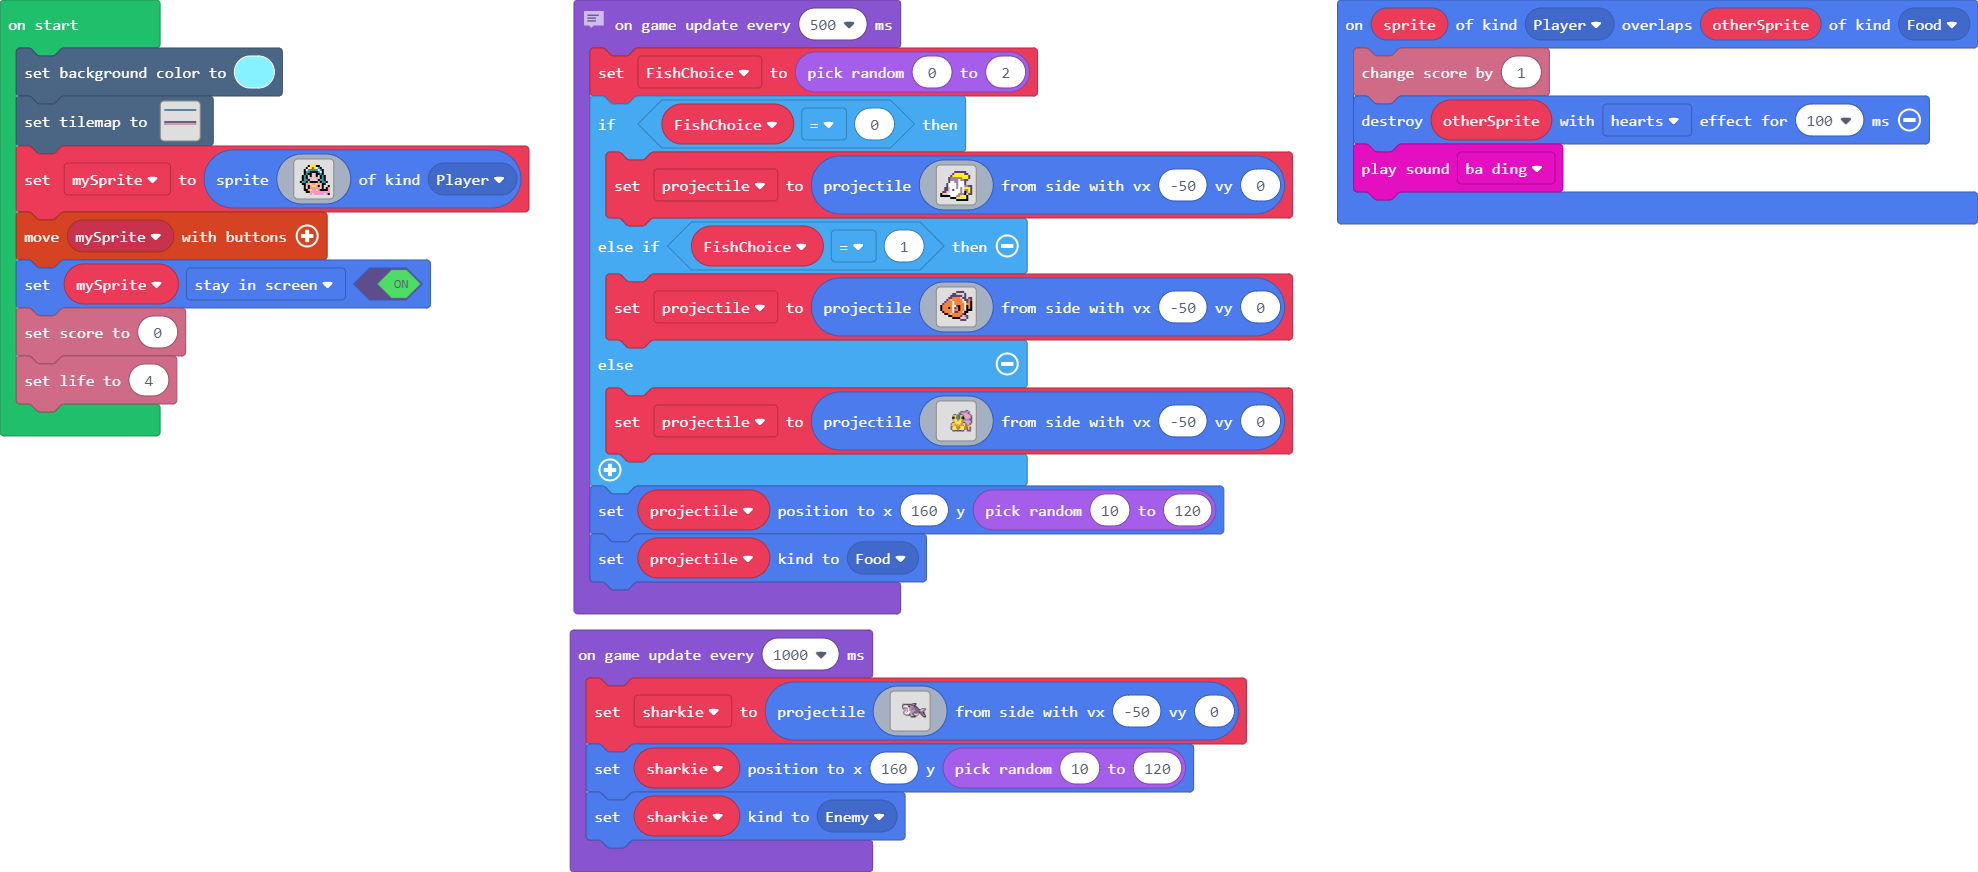 on start
set background color to
set tilemap to
set mySprite to sprite of kind Player
move mySprite with buttons
set mySprite stay in screen ON
set score to 0
set life to 4
on game update every 500 ms
set FishChoice to pick random 0 to 2
if FishChoice = 0 then
set projectile to projectile from side with vx -50 vy 0
else if FishChoice = 1 then
set projectile to projectile from side with vx -50 vy 0
else
set projectile to projectile from side with vx -50 vy 0
set projectile position to x 160 y pick random 10 to 120
set projectile kind to Food
on game update every 1000 ms
set sharkie to projectile from side with vx -50 vy 0
set sharkie position to x 160 y pick random 10 to 120
set sharkie kind to Enemy
on sprite of kind Player overlaps otherSprite of kind Food
change score by 1
destroy otherSprite with hearts effect for 100 ms
play sound ba ding